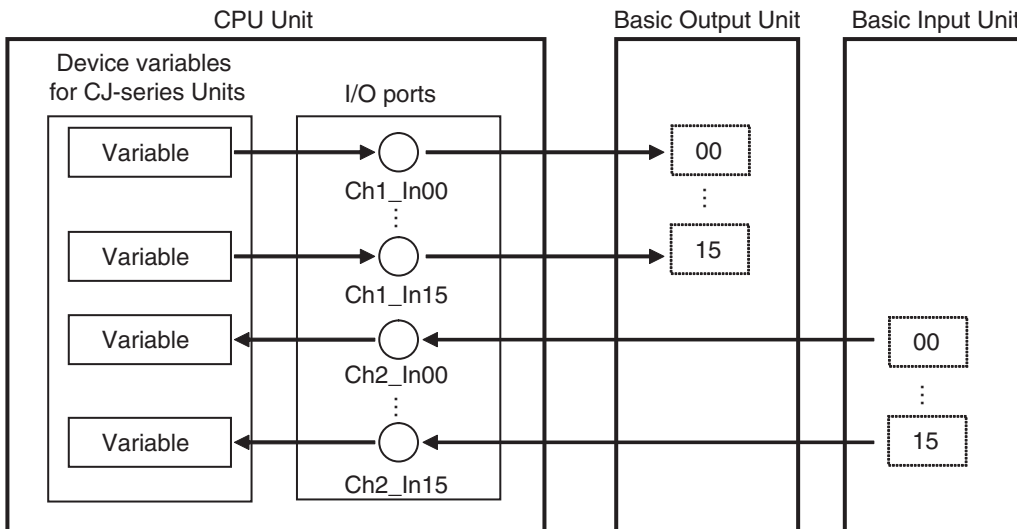 CPU Unit
Basic Output Unit
Basic Input Unit
Device variables
for CJ-series Units
I/O ports
Variable
Ch1_In00
00
Variable
Ch1_In15
15
Variable
Ch2_In00
00
Variable
Ch2_In15
15